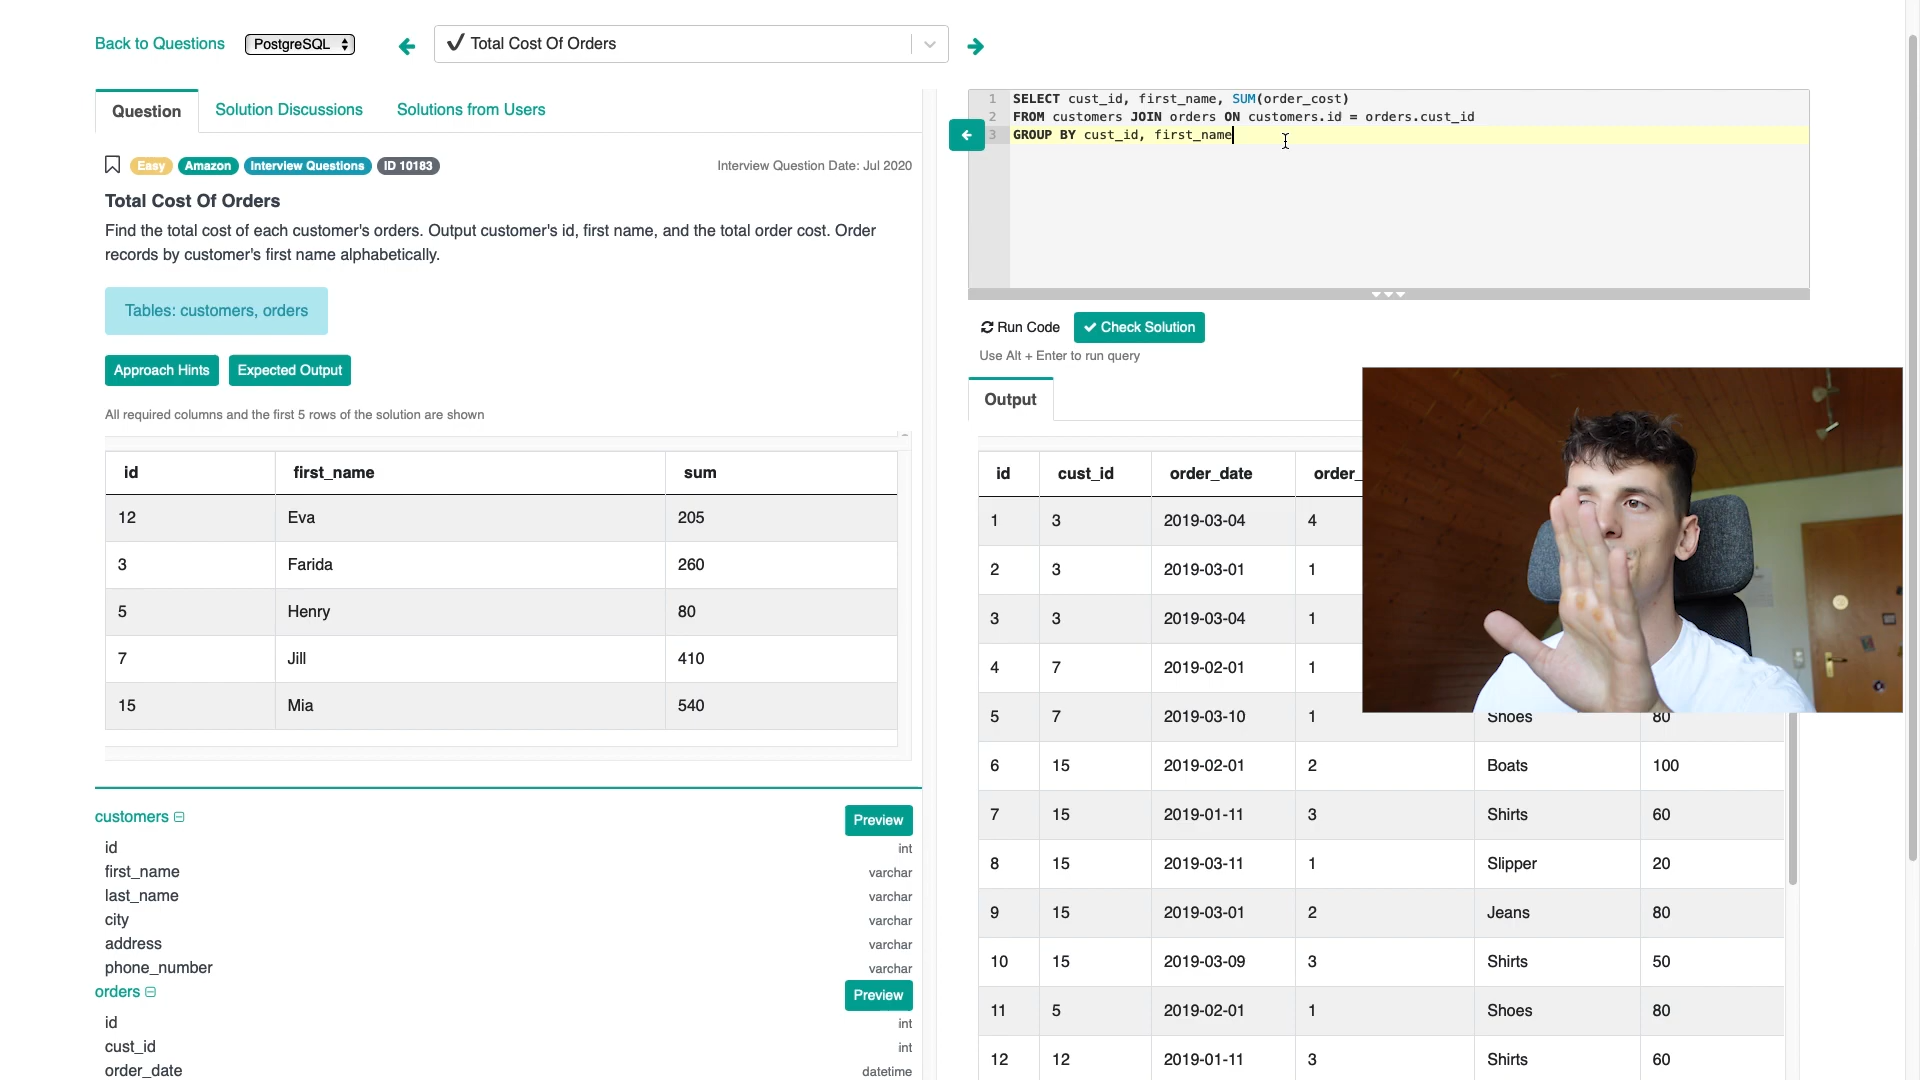 Back to Questions
PostgreSQL
Total Cost Of Orders
Question
Solution Discussions
Solutions from Users
Easy
Amazon
Interview Questions
ID 10183
Interview Question Date: Jul 2020
Total Cost Of Orders
Find the total cost of each customer's orders. Output customer's id, first name, and the total order cost. Order
records by customer's first name alphabetically.
Tables: customers, orders
Approach Hints
Expected Output
All required columns and the first 5 rows of the solution are shown
id first_name sum
12 Eva 205
3 Farida 260
5 Henry 80
7 Jill 410
15 Mia 540
customers
Preview
id int
first_name varchar
last_name varchar
city varchar
address varchar
phone_number varchar
orders
Preview
id int
cust_id int
order_date datetime
1 SELECT cust_id, first_name, SUM(order_cost)
2 FROM customers JOIN orders ON customers.id = orders.cust_id
3 GROUP BY cust_id, first_name
Run Code
Check Solution
Use Alt + Enter to run query
Output
id cust_id order_date order_
1 3 2019-03-04 4
2 3 2019-03-01 1
3 3 2019-03-04 1
4 7 2019-02-01 1
5 7 2019-03-10 1 Shoes 80
6 15 2019-02-01 2 Boats 100
7 15 2019-01-11 3 Shirts 60
8 15 2019-03-11 1 Slipper 20
9 15 2019-03-01 2 Jeans 80
10 15 2019-03-09 3 Shirts 50
11 5 2019-02-01 1 Shoes 80
12 12 2019-01-11 3 Shirts 60